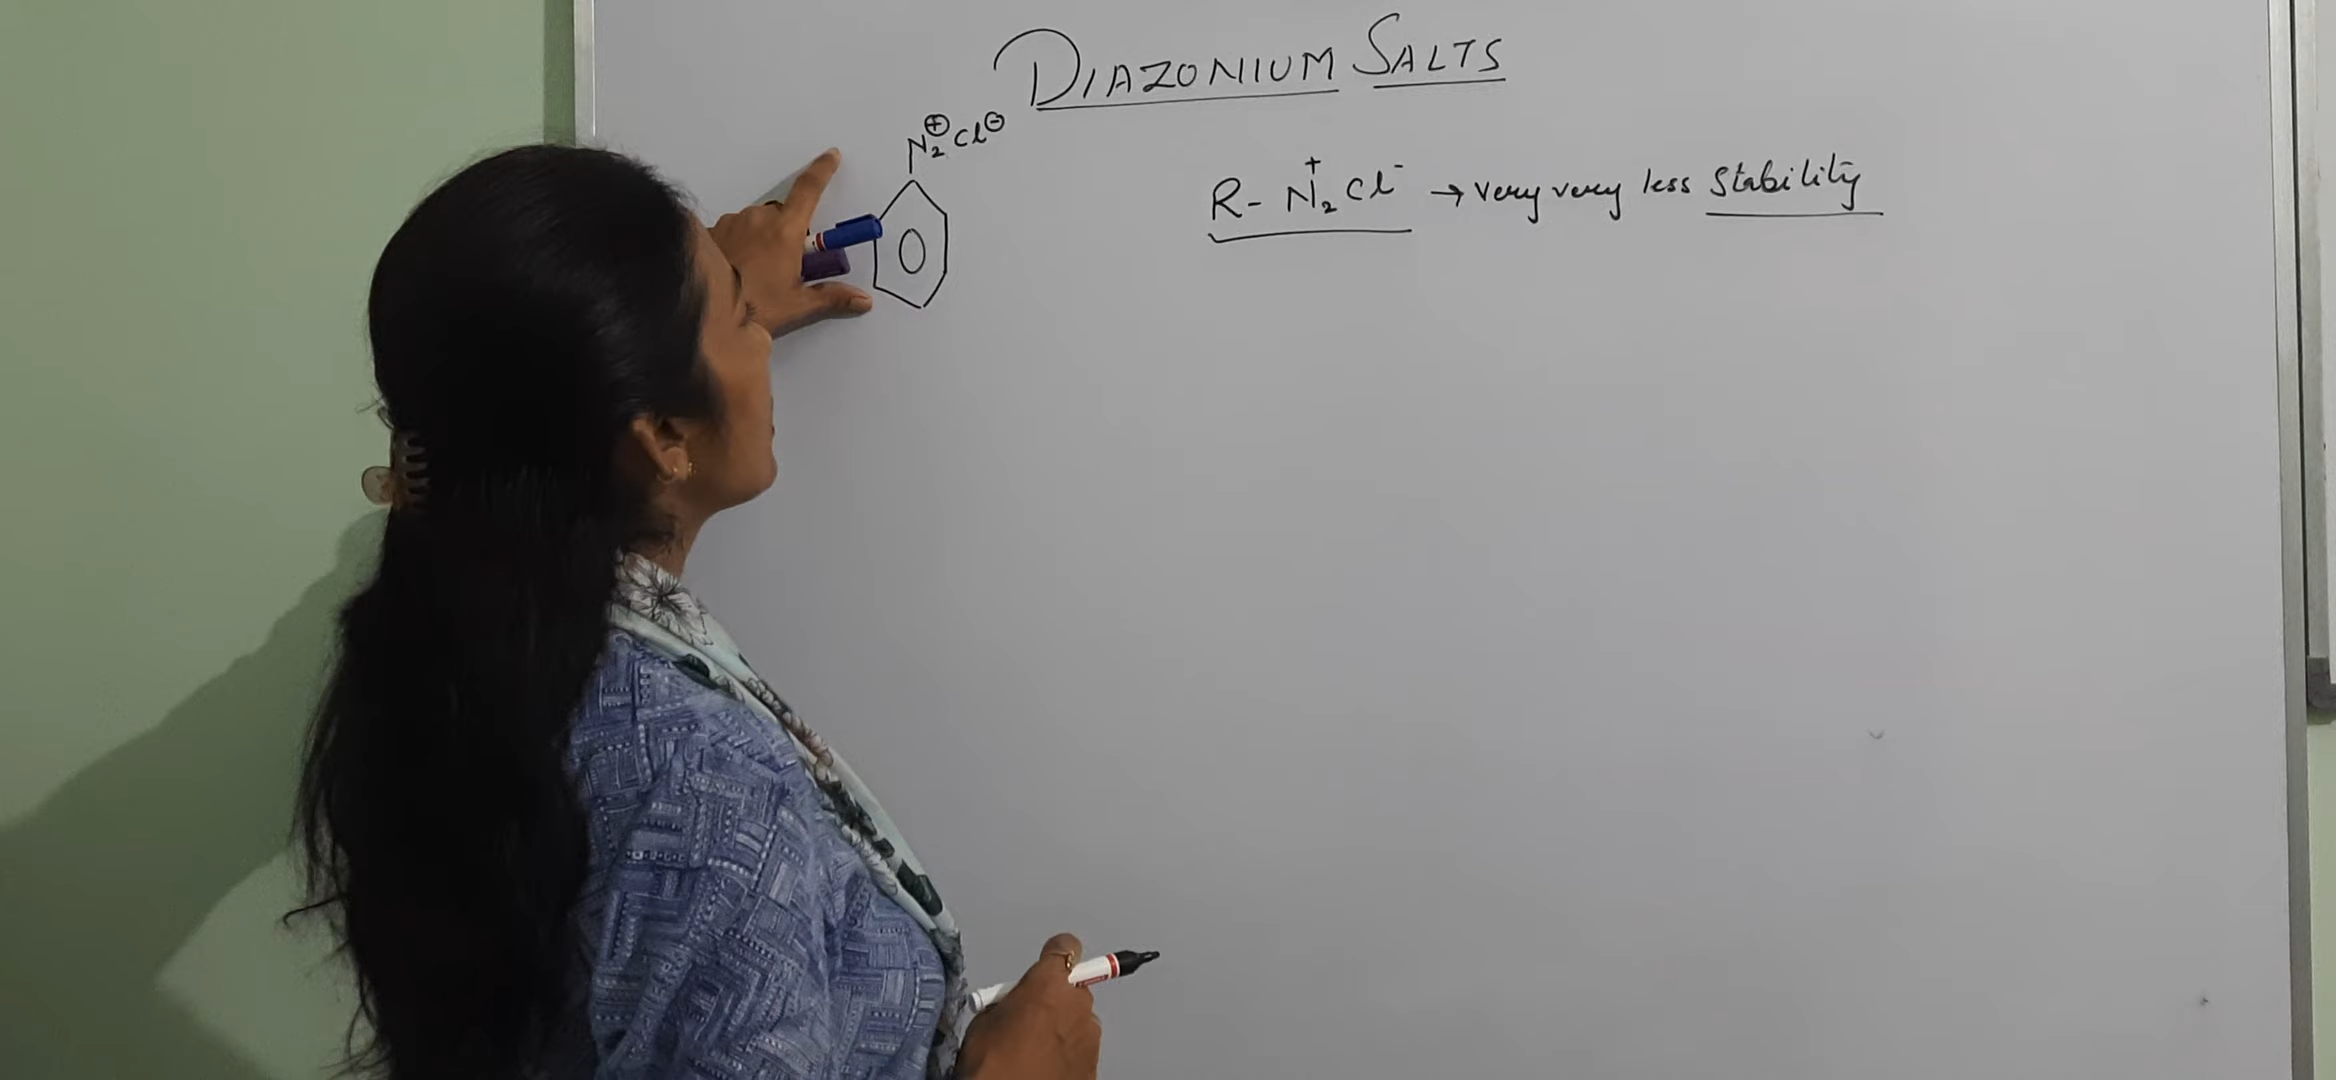 DIAZONIUM SALTS
N₂⊕ Cl⊖
R- N₂⁺ Cl⁻ → very very less stability